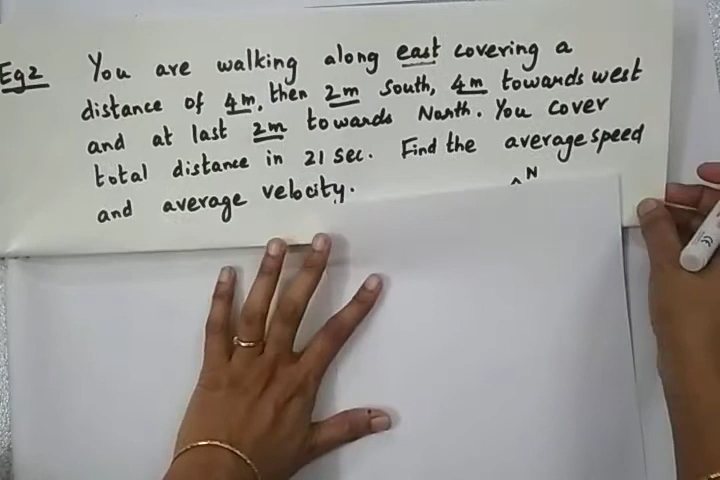 Eg2 You are walking along east covering a
distance of 4m, then 2m South, 4m towards west
and at last 2m towards North. You cover
total distance in 21 sec. Find the average speed
and average velocity.
N